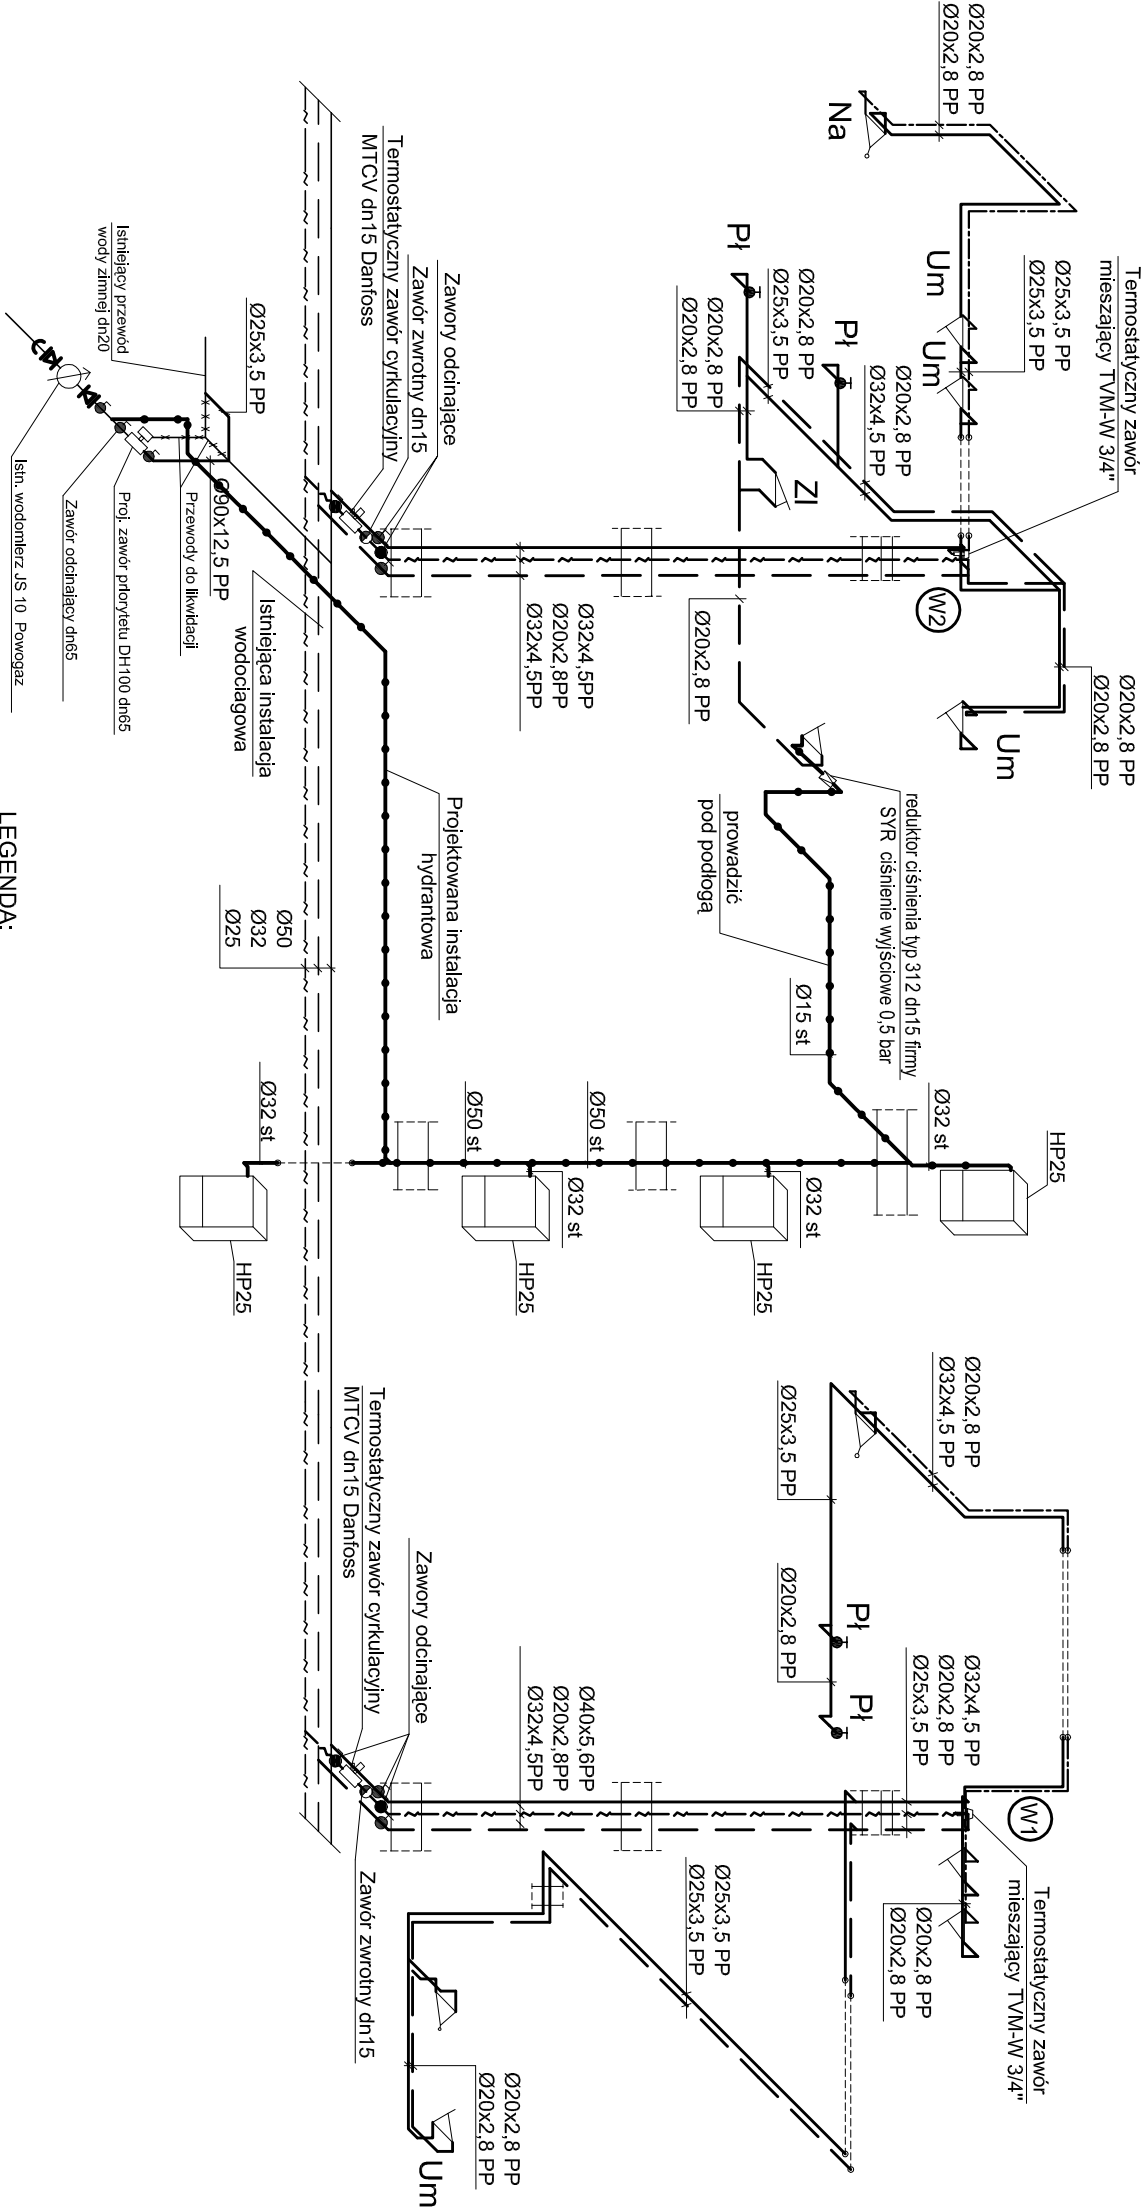 Ø20x2,8 PP
Ø20x2,8 PP
Na
Um
Um
Ø25x3,5 PP
Ø25x3,5 PP
Termostatyczny zawór
mieszający TVM-W 3/4"
Pł
Ø20x2,8 PP
Ø25x3,5 PP
Pł
Ø20x2,8 PP
Ø32x4,5 PP
Ø20x2,8 PP
Ø20x2,8 PP
Zl
W2
Ø20x2,8 PP
Ø20x2,8 PP
Um
Termostatyczny zawór cyrkulacyjny
MTCV dn15 Danfoss
Zawór zwrotny dn15
Zawory odcinające
Ø32x4,5PP
Ø20x2,8PP
Ø32x4,5PP
Ø20x2,8 PP
Istniejący przewód
wody zimnej dn20
Ø25x3,5 PP
Ø90x12,5 PP
Przewody do likwidacji
Proj. zawór priorytetu DH100 dn65
Zawór odcinający dn65
Istn. wodomierz JS 10 Powogaz
Istniejąca instalacja
wodociagowa
LEGENDA:
Projektowana instalacja
hydrantowa
Ø50
Ø32
Ø25
reduktor ciśnienia typ 312 dn15 firmy
SYR ciśnienie wyjściowe 0,5 bar
prowadzić
pod podłogą
Ø15 st
Ø32 st
HP25
Ø50 st
Ø50 st
Ø32 st
Ø32 st
Ø32 st
HP25
HP25
HP25
Ø20x2,8 PP
Ø32x4,5 PP
Ø25x3,5 PP
Ø20x2,8 PP
Pł
Pł
Ø32x4,5 PP
Ø20x2,8 PP
Ø25x3,5 PP
W1
Termostatyczny zawór
mieszający TVM-W 3/4"
Ø20x2,8 PP
Ø20x2,8 PP
Termostatyczny zawór cyrkulacyjny
MTCV dn15 Danfoss
Zawory odcinające
Ø40x5,6PP
Ø20x2,8PP
Ø32x4,5PP
Zawór zwrotny dn15
Ø25x3,5 PP
Ø25x3,5 PP
Ø20x2,8 PP
Ø20x2,8 PP
Um